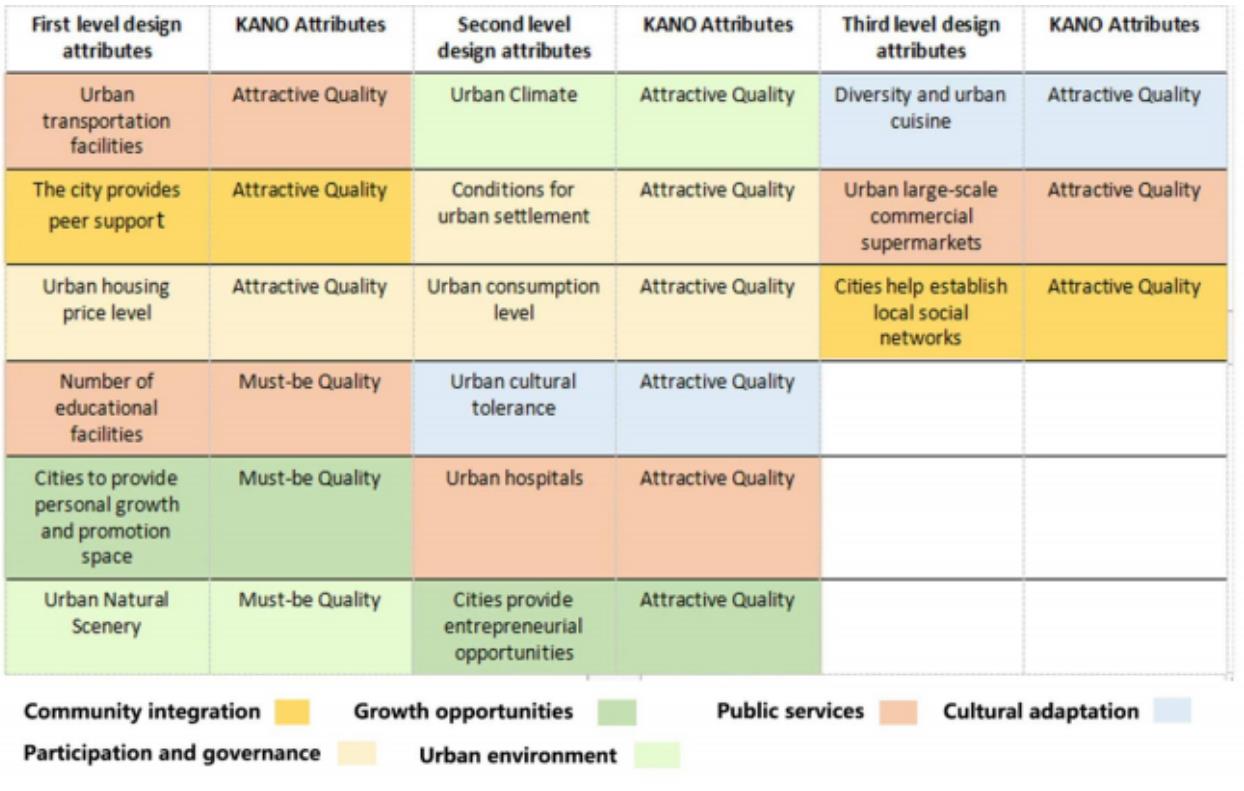 First level design attributes KANO Attributes Second level design attributes KANO Attributes Third level design attributes KANO Attributes
Urban transportation facilities Attractive Quality Urban Climate Attractive Quality Diversity and urban cuisine Attractive Quality
The city provides peer support Attractive Quality Conditions for urban settlement Attractive Quality Urban large-scale commercial supermarkets Attractive Quality
Urban housing price level Attractive Quality Urban consumption level Attractive Quality Cities help establish local social networks Attractive Quality
Number of educational facilities Must-be Quality Urban cultural tolerance Attractive Quality
Cities to provide personal growth and promotion space Must-be Quality Urban hospitals Attractive Quality
Urban Natural Scenery Must-be Quality Cities provide entrepreneurial opportunities Attractive Quality
Community integration Growth opportunities Public services Cultural adaptation
Participation and governance Urban environment